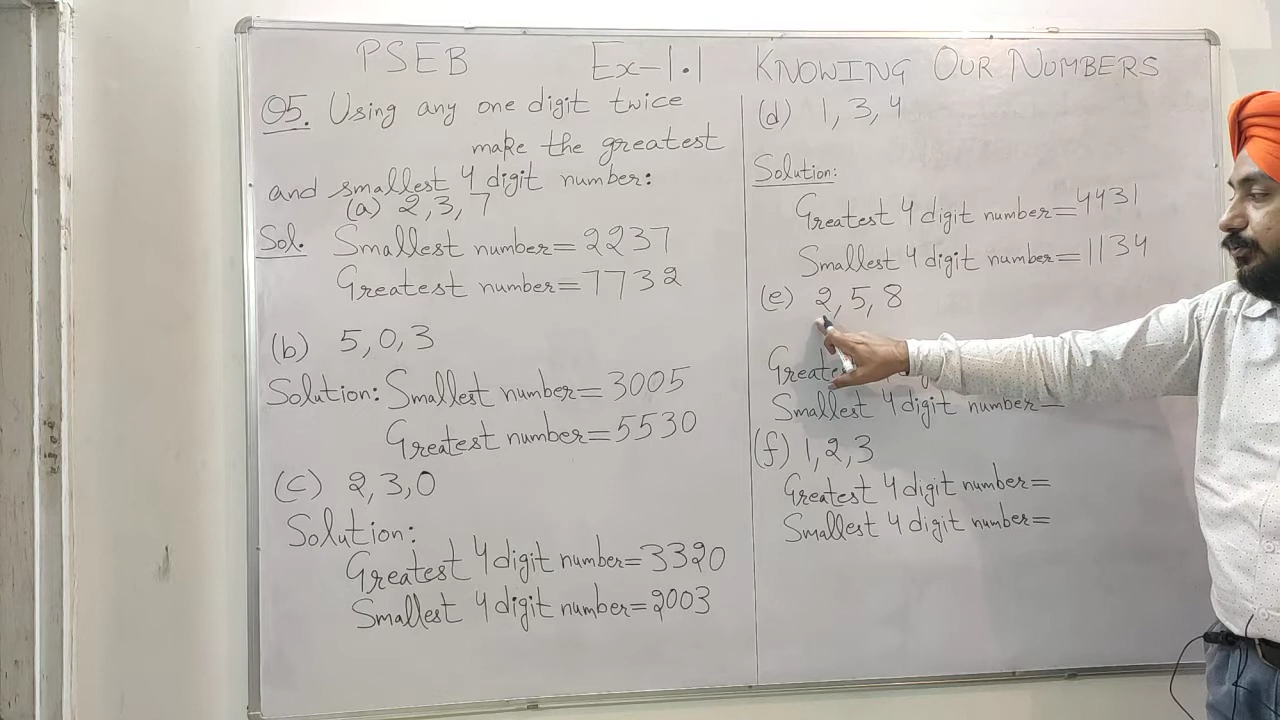 PSEB Ex-1.1 KNOWING OUR NUMBERS
Q5. Using any one digit twice
make the greatest
and smallest 4 digit number:
(a) 2,3,7
Sol. Smallest number=2237
Greatest number=7732
(b) 5,0,3
Solution: Smallest number=3005
Greatest number=5530
(c) 2,3,0
Solution:
Greatest 4 digit number=3320
Smallest 4 digit number=2003
(d) 1,3,4
Solution:
Greatest 4 digit number=4431
Smallest 4 digit number=1134
(e) 2,5,8
Smallest 4 digit number=
(f) 1,2,3
Greatest 4 digit number=
Smallest 4 digit number=